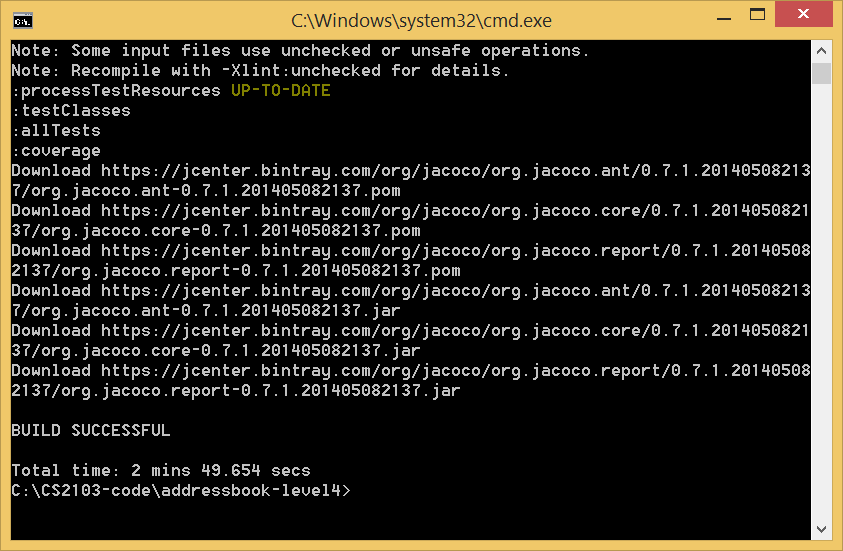 C:\Windows\system32\cmd.exe
Note: Some input files use unchecked or unsafe operations.
Note: Recompile with -Xlint:unchecked for details.
:processTestResources UP-TO-DATE
:testClasses
:allTests
:coverage
Download https://jcenter.bintray.com/org/jacoco/org.jacoco.ant/0.7.1.20140508213
7/org.jacoco.ant-0.7.1.201405082137.pom
Download https://jcenter.bintray.com/org/jacoco/org.jacoco.core/0.7.1.2014050821
37/org.jacoco.core-0.7.1.201405082137.pom
Download https://jcenter.bintray.com/org/jacoco/org.jacoco.report/0.7.1.20140508
2137/org.jacoco.report-0.7.1.201405082137.pom
Download https://jcenter.bintray.com/org/jacoco/org.jacoco.ant/0.7.1.20140508213
7/org.jacoco.ant-0.7.1.201405082137.jar
Download https://jcenter.bintray.com/org/jacoco/org.jacoco.core/0.7.1.2014050821
37/org.jacoco.core-0.7.1.201405082137.jar
Download https://jcenter.bintray.com/org/jacoco/org.jacoco.report/0.7.1.20140508
2137/org.jacoco.report-0.7.1.201405082137.jar
BUILD SUCCESSFUL
Total time: 2 mins 49.654 secs
C:\CS2103-code\addressbook-level4>